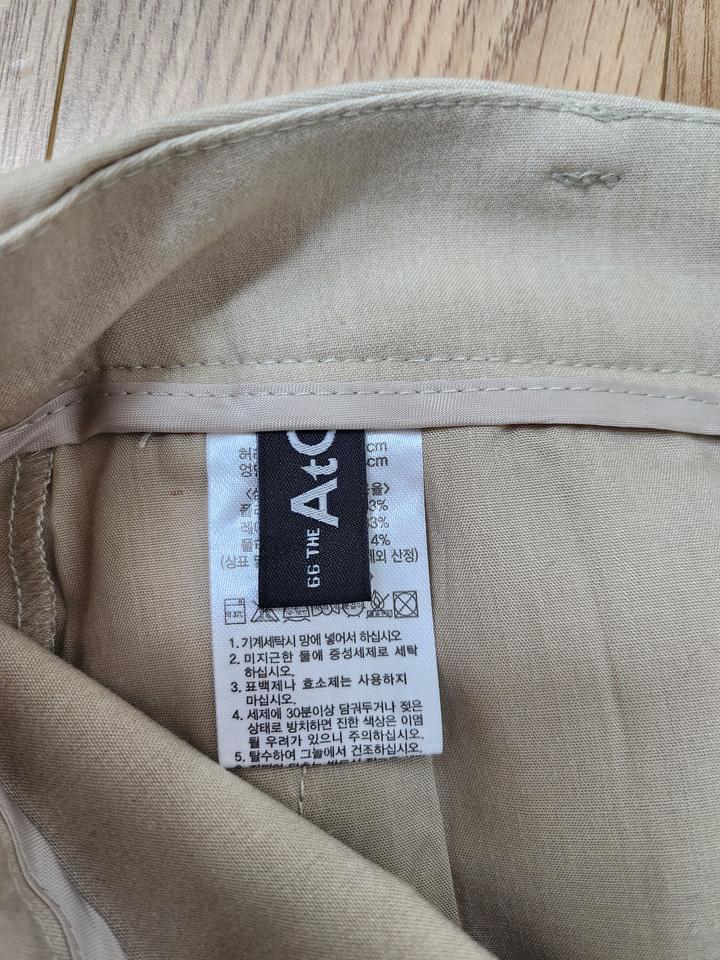 66 THE AtC
허
cm
엉
cm
율>
3%
레
3%
폴
4%
(상표
제외 산정)
1. 기계세탁시 망에 넣어서 하십시오
2. 미지근한 물에 중성세제로 세탁
하십시오.
3. 표백제나 효소제는 사용하지
마십시오.
4. 세제에 30분이상 담궈두거나 젖은
상태로 방치하면 진한 색상은 이염
될 우려가 있으니 주의하십시오.
5. 탈수하여 그늘에서 건조하십시오.